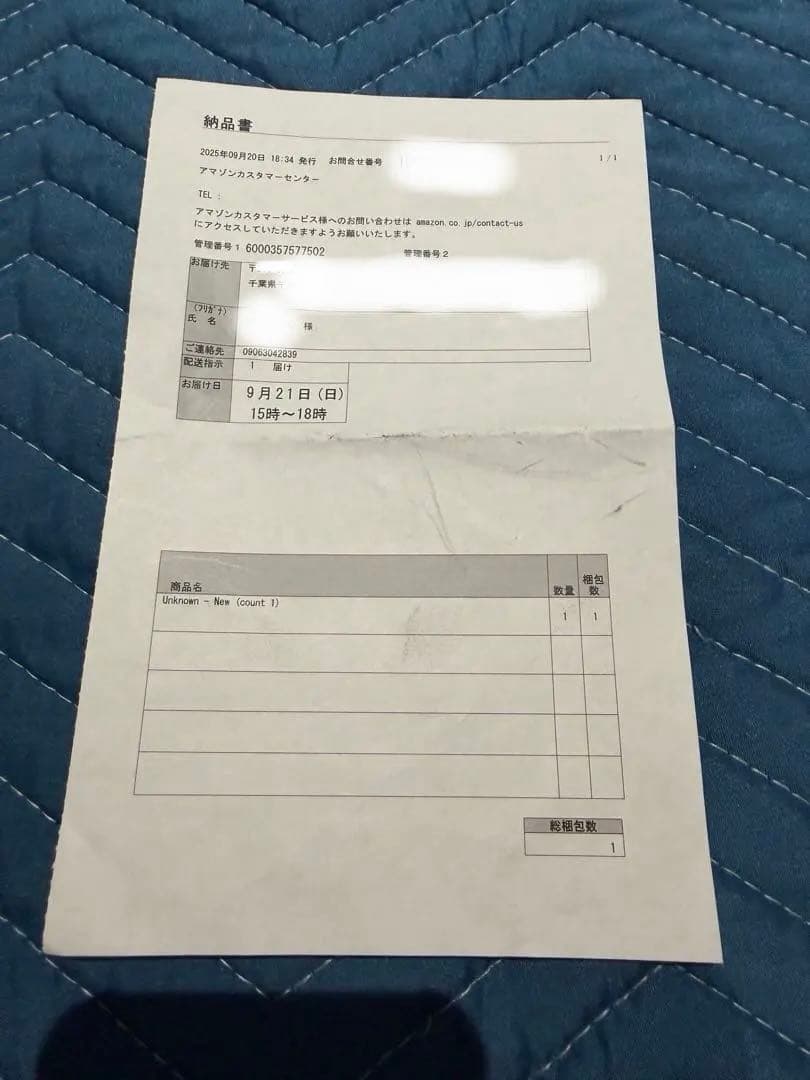 納品書
2025年09月20日 18:34 発行 お問合せ番号 1/1
アマゾンカスタマーセンター
TEL :
アマゾンカスタマーサービス様へのお問い合わせは amazon.co.jp/contact-us
にアクセスしていただきますようお願いいたします。
管理番号1 6000357577502 管理番号2
お届け先 〒
千葉県
(フリガナ)
氏 名 様
ご連絡先 09063042839
配送指示 1 届け
お届け日 9月21日(日)
15時~18時
商品名 数量 梱包数
Unknown - New (count 1) 1 1
総梱包数
1